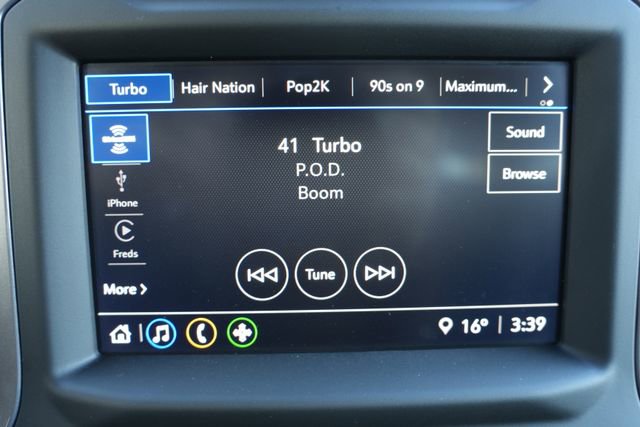 Turbo Hair Nation Pop2K 90s on 9 Maximum...
41 Turbo
P.O.D.
Boom
Sound
Browse
iPhone
Freds
More
Tune
16° 3:39